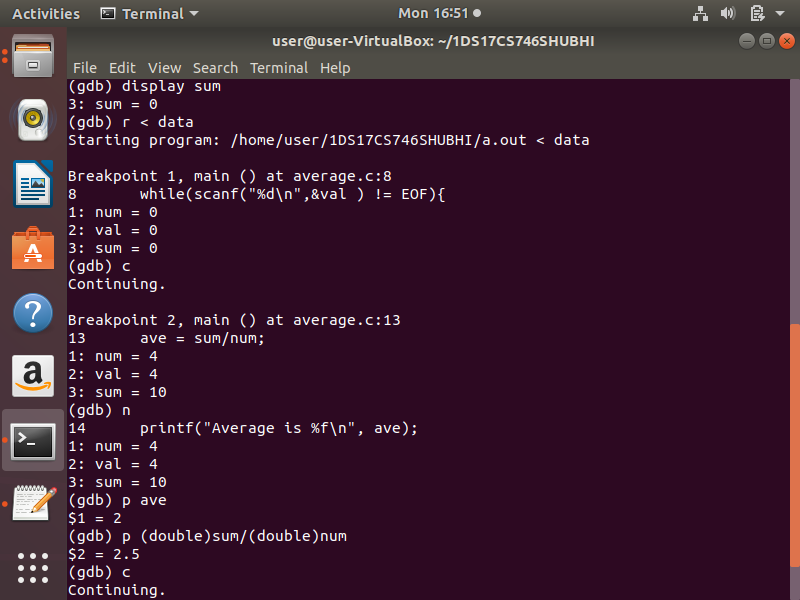 Activities Terminal Mon 16:51
user@user-VirtualBox: ~/1DS17CS746SHUBHI
File Edit View Search Terminal Help
(gdb) display sum
3: sum = 0
(gdb) r < data
Starting program: /home/user/1DS17CS746SHUBHI/a.out < data
Breakpoint 1, main () at average.c:8
8 while(scanf("%d\n",&val ) != EOF){
1: num = 0
2: val = 0
3: sum = 0
(gdb) c
Continuing.
Breakpoint 2, main () at average.c:13
13 ave = sum/num;
1: num = 4
2: val = 4
3: sum = 10
(gdb) n
14 printf("Average is %f\n", ave);
1: num = 4
2: val = 4
3: sum = 10
(gdb) p ave
$1 = 2
(gdb) p (double)sum/(double)num
$2 = 2.5
(gdb) c
Continuing.